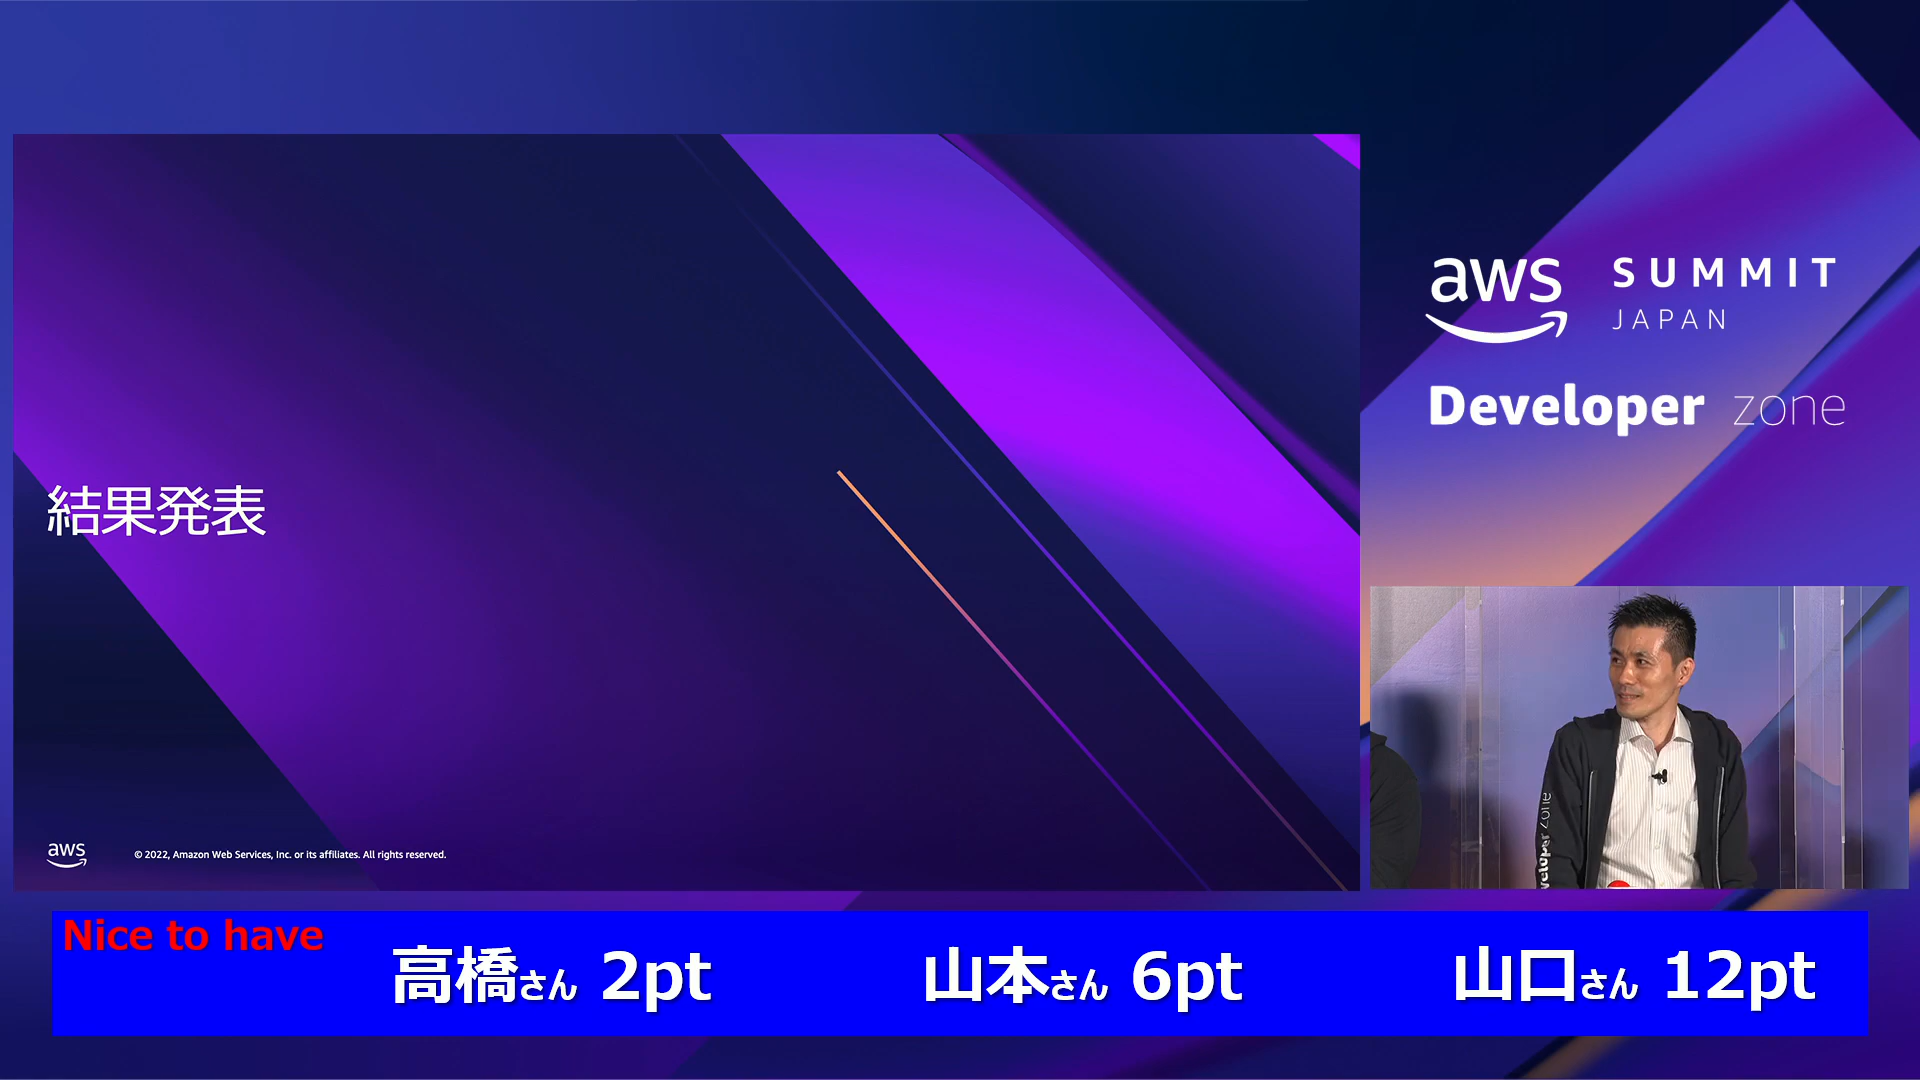 aws SUMMIT
JAPAN
Developer zone
結果発表
aws © 2022, Amazon Web Services, Inc. or its affiliates. All rights reserved.
veloper Zone
Nice to have
高橋さん 2pt 山本さん 6pt 山口さん 12pt